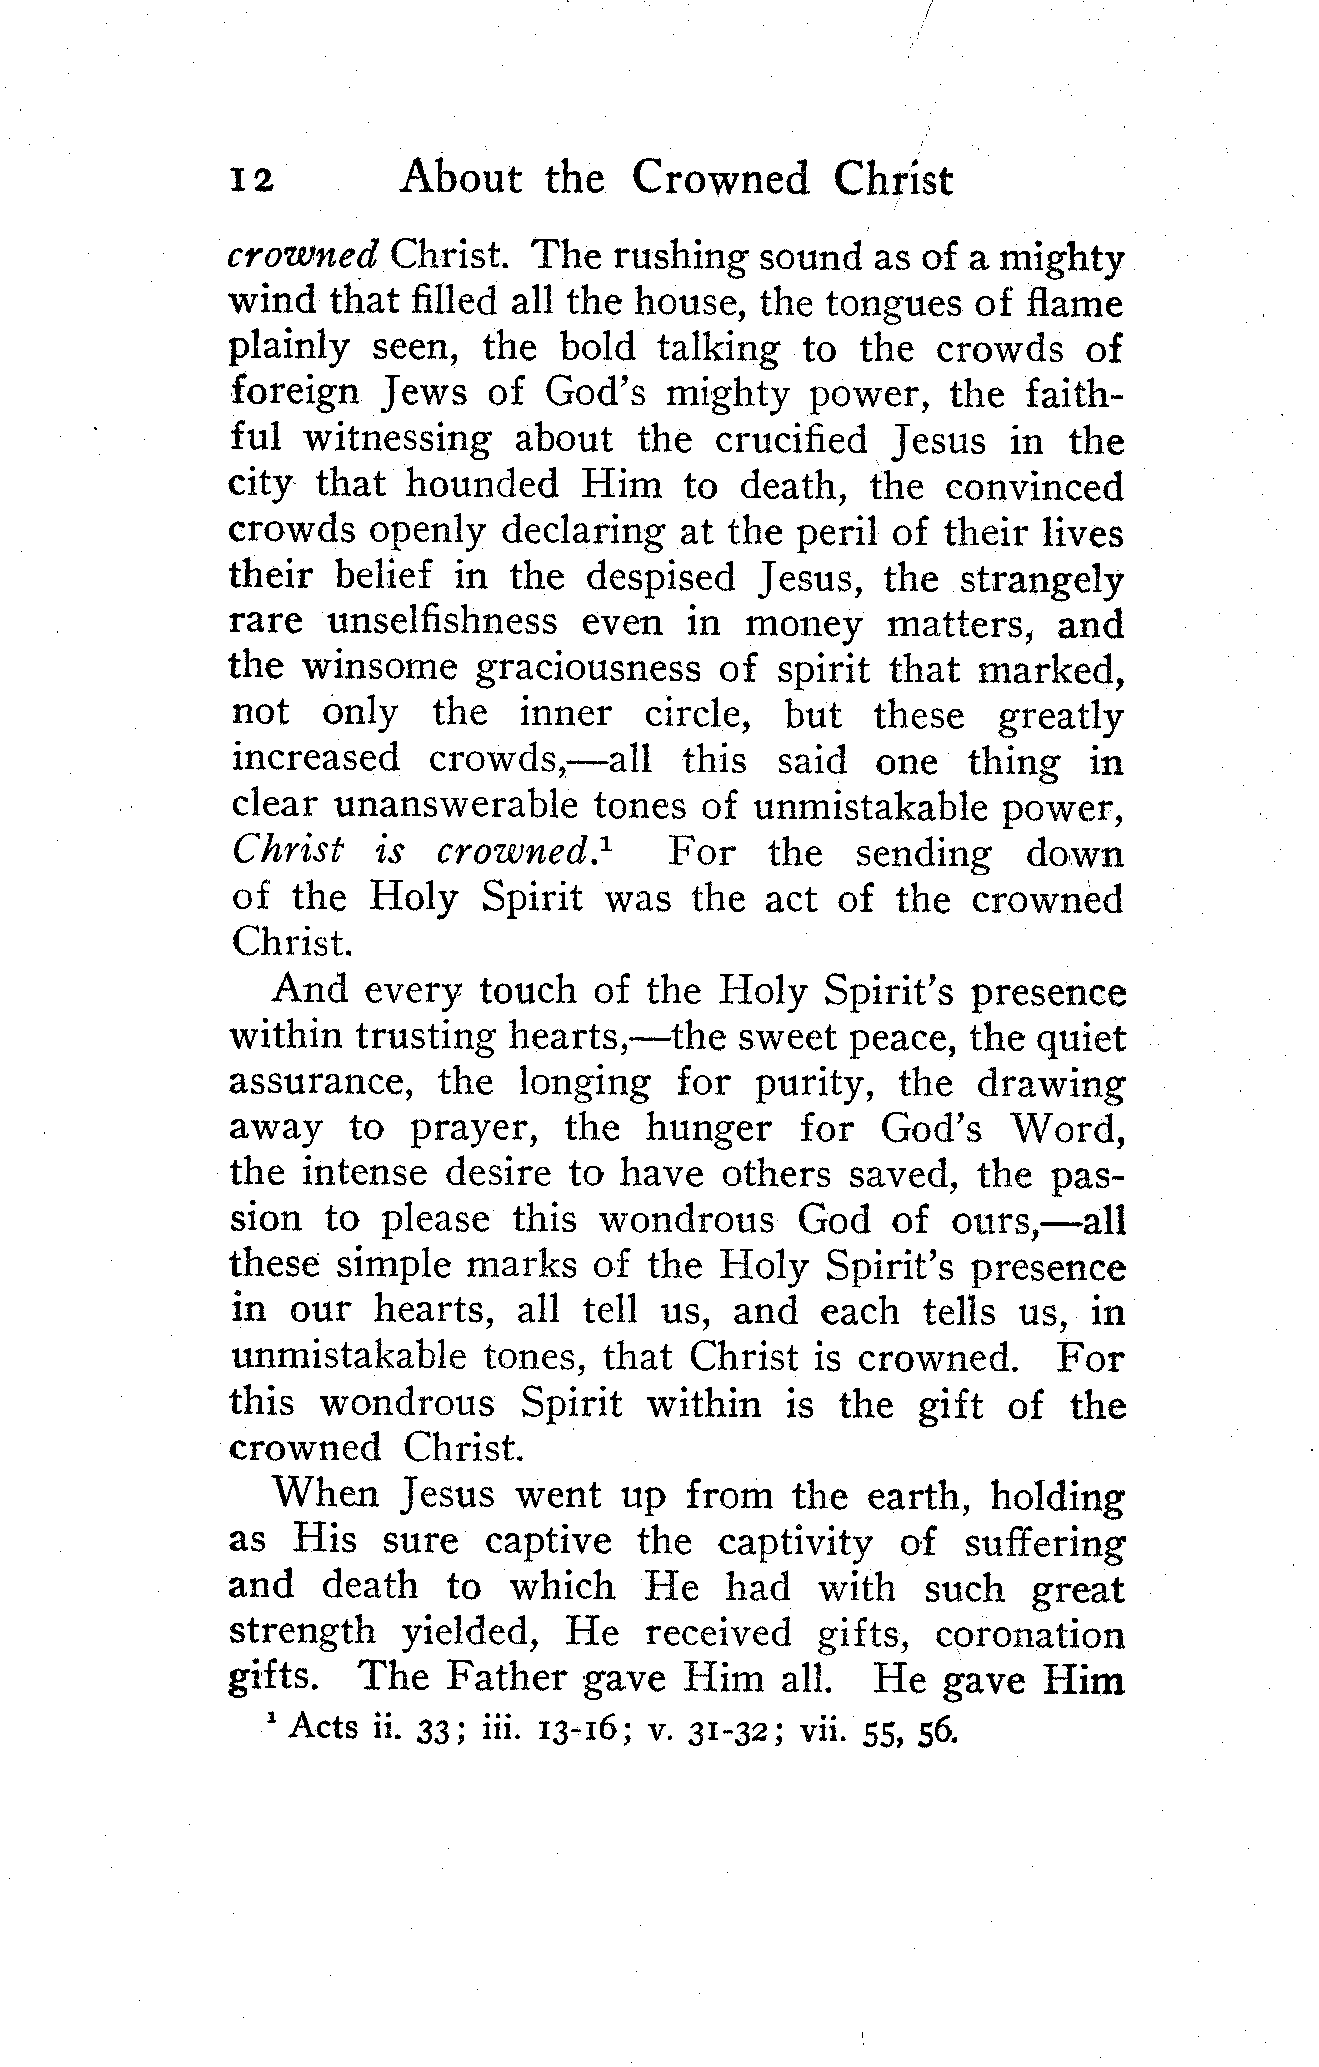 12 About the Crowned Christ
crowned Christ. The rushing sound as of a mighty
wind that filled all the house, the tongues of flame
plainly seen, the bold talking to the crowds of
foreign Jews of God's mighty power, the faith-
ful witnessing about the crucified Jesus in the
city that hounded Him to death, the convinced
crowds openly declaring at the peril of their lives
their belief in the despised Jesus, the strangely
rare unselfishness even in money matters, and
the winsome graciousness of spirit that marked,
not only the inner circle, but these greatly
increased crowds,—all this said one thing in
clear unanswerable tones of unmistakable power,
Christ is crowned.¹ For the sending down
of the Holy Spirit was the act of the crowned
Christ.
And every touch of the Holy Spirit's presence
within trusting hearts,—the sweet peace, the quiet
assurance, the longing for purity, the drawing
away to prayer, the hunger for God's Word,
the intense desire to have others saved, the pas-
sion to please this wondrous God of ours,—all
these simple marks of the Holy Spirit's presence
in our hearts, all tell us, and each tells us, in
unmistakable tones, that Christ is crowned. For
this wondrous Spirit within is the gift of the
crowned Christ.
When Jesus went up from the earth, holding
as His sure captive the captivity of suffering
and death to which He had with such great
strength yielded, He received gifts, coronation
gifts. The Father gave Him all. He gave Him
¹ Acts ii. 33; iii. 13-16; v. 31-32; vii. 55, 56.